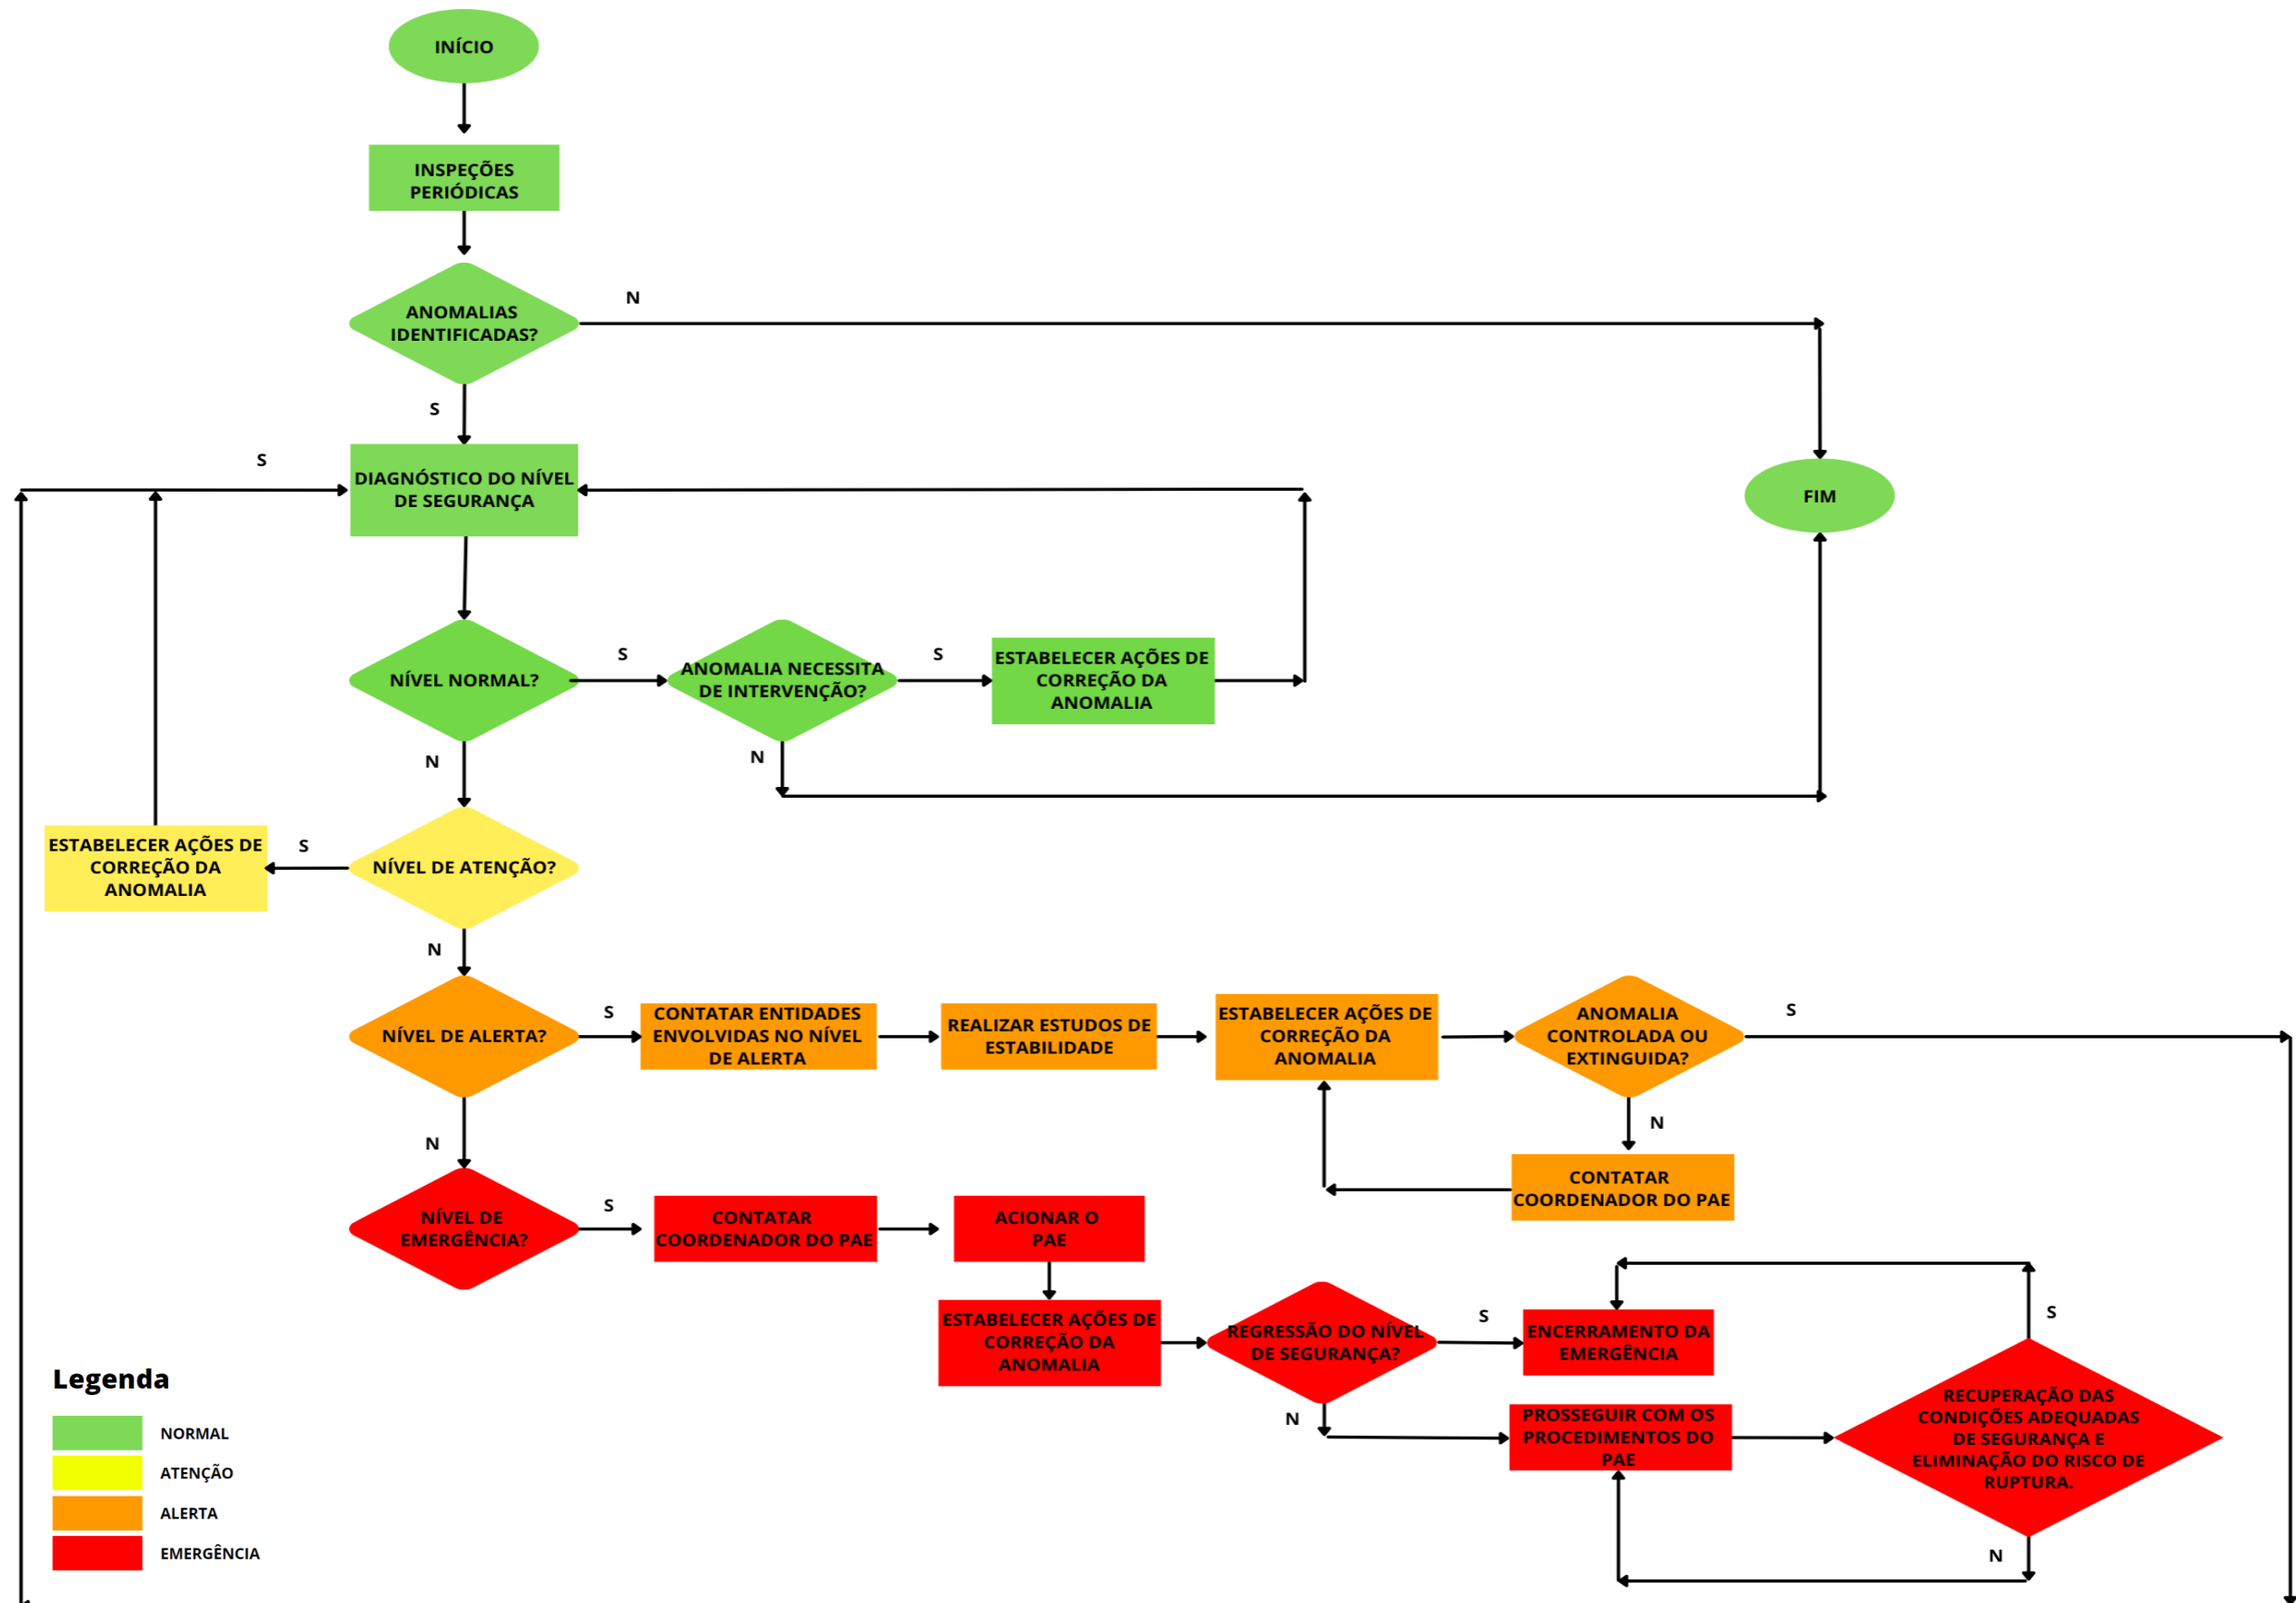 INÍCIO
INSPEÇÕES
PERIÓDICAS
ANOMALIAS
IDENTIFICADAS?
N
S
S
DIAGNÓSTICO DO NÍVEL
DE SEGURANÇA
FIM
NÍVEL NORMAL?
S
ANOMALIA NECESSITA
DE INTERVENÇÃO?
S
ESTABELECER AÇÕES DE
CORREÇÃO DA
ANOMALIA
N
N
ESTABELECER AÇÕES DE
CORREÇÃO DA
ANOMALIA
S
NÍVEL DE ATENÇÃO?
N
NÍVEL DE ALERTA?
S
CONTATAR ENTIDADES
ENVOLVIDAS NO NÍVEL
DE ALERTA
REALIZAR ESTUDOS DE
ESTABILIDADE
ESTABELECER AÇÕES DE
CORREÇÃO DA
ANOMALIA
ANOMALIA
CONTROLADA OU
EXTINGUIDA?
S
N
CONTATAR
COORDENADOR DO PAE
N
NÍVEL DE
EMERGÊNCIA?
S
CONTATAR
COORDENADOR DO PAE
ACIONAR O
PAE
ESTABELECER AÇÕES DE
CORREÇÃO DA
ANOMALIA
REGRESSÃO DO NÍVEL
DE SEGURANÇA?
S
ENCERRAMENTO DA
EMERGÊNCIA
N
PROSSEGUIR COM OS
PROCEDIMENTOS DO
PAE
S
RECUPERAÇÃO DAS
CONDIÇÕES ADEQUADAS
DE SEGURANÇA E
ELIMINAÇÃO DO RISCO DE
RUPTURA.
N
Legenda
NORMAL
ATENÇÃO
ALERTA
EMERGÊNCIA